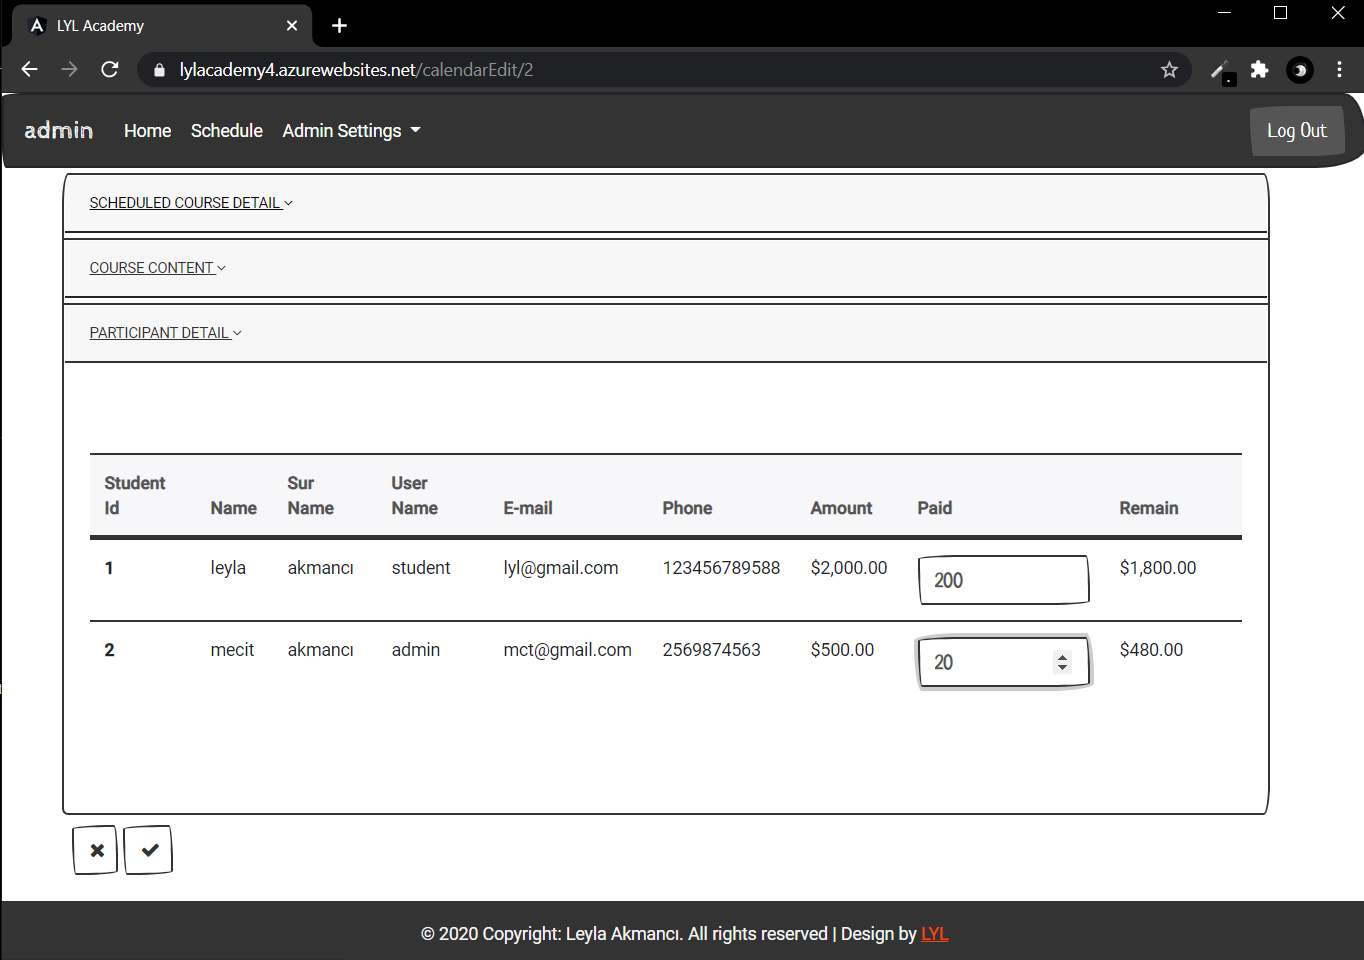 LYL Academy
lylacademy4.azurewebsites.net/calendarEdit/2
admin Home Schedule Admin Settings Log Out
SCHEDULED COURSE DETAIL
COURSE CONTENT
PARTICIPANT DETAIL
Student Id Name Sur Name User Name E-mail Phone Amount Paid Remain
1 leyla akmancı student lyl@gmail.com 123456789588 $2,000.00 200 $1,800.00
2 mecit akmancı admin mct@gmail.com 2569874563 $500.00 20 $480.00
© 2020 Copyright: Leyla Akmancı. All rights reserved | Design by LYL